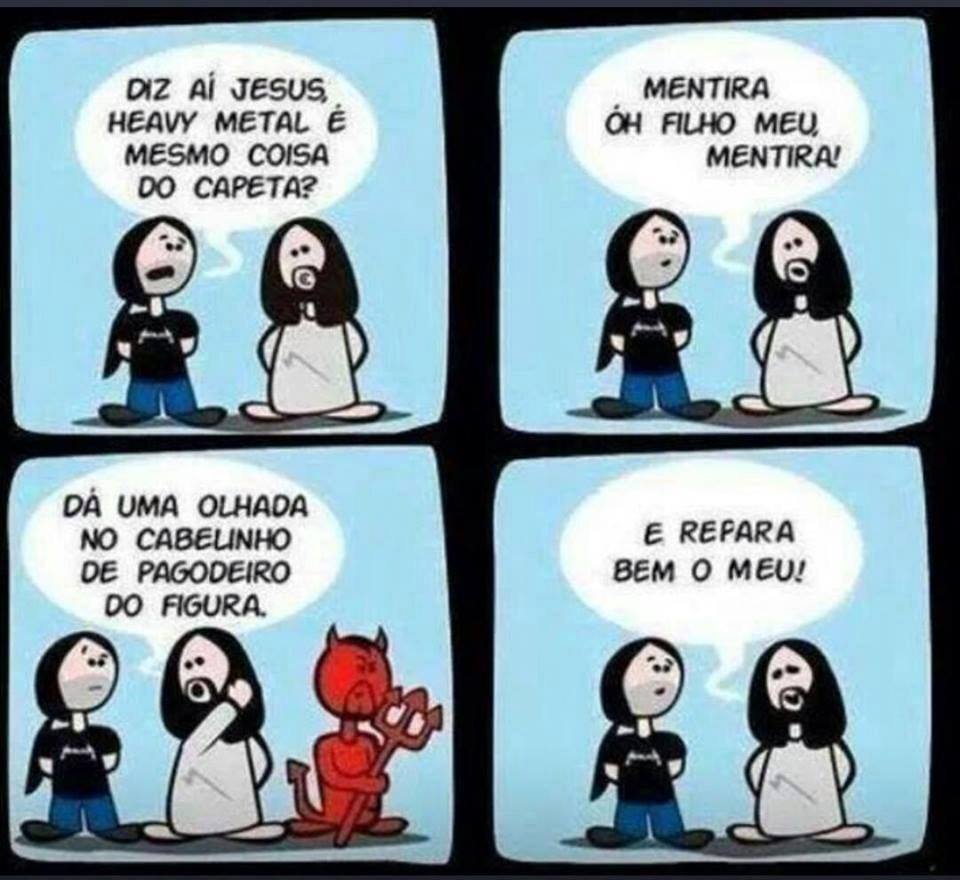 DIZ AÍ JESUS,
HEAVY METAL É
MESMO COISA
DO CAPETA?
MENTIRA
ÓH FILHO MEU,
MENTIRA!
DÁ UMA OLHADA
NO CABELINHO
DE PAGODEIRO
DO FIGURA.
E REPARA
BEM O MEU!